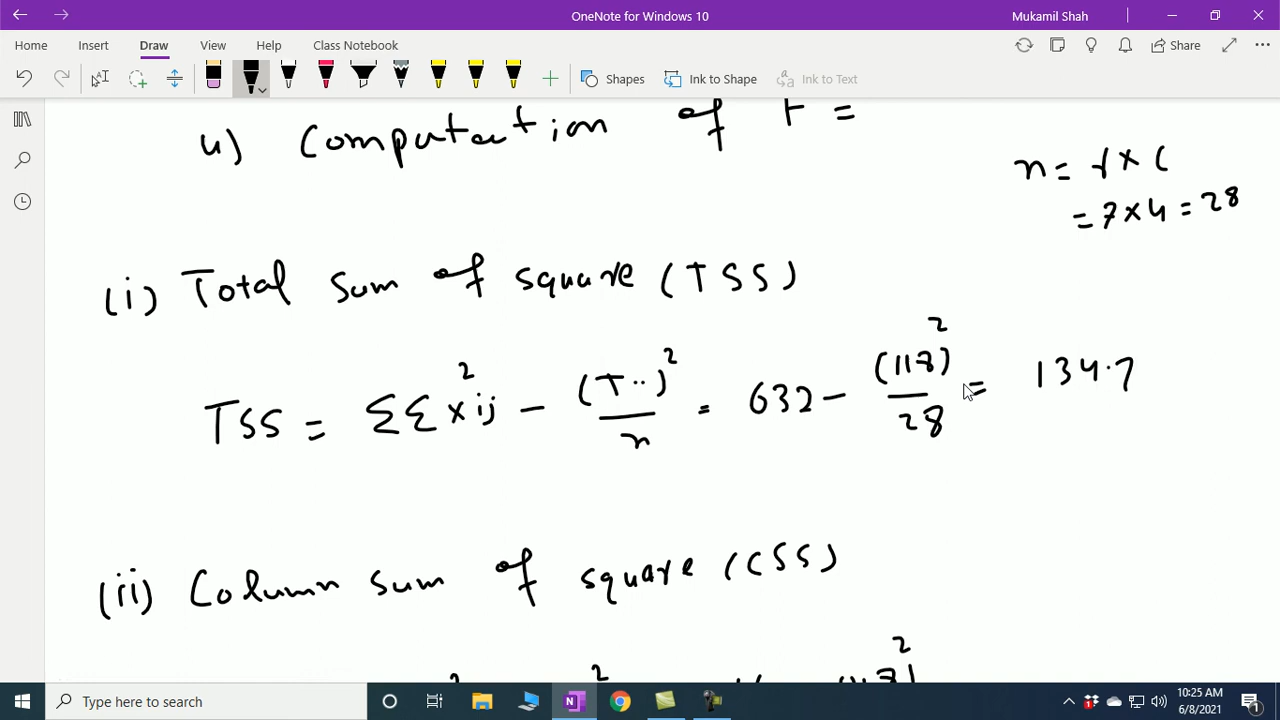 OneNote for Windows 10
Mukamil Shah
Home Insert Draw View Help Class Notebook
Share
Shapes Ink to Shape Ink to Text
4) Computation of F =
n = r × c
= 7 × 4 = 28
(i) Total sum of square (TSS)
TSS = ΣΣ X²ij − (T..)²/n = 632 − (118)²/28 = 134.7
(ii) Column sum of square (CSS)
Type here to search
10:25 AM
6/8/2021